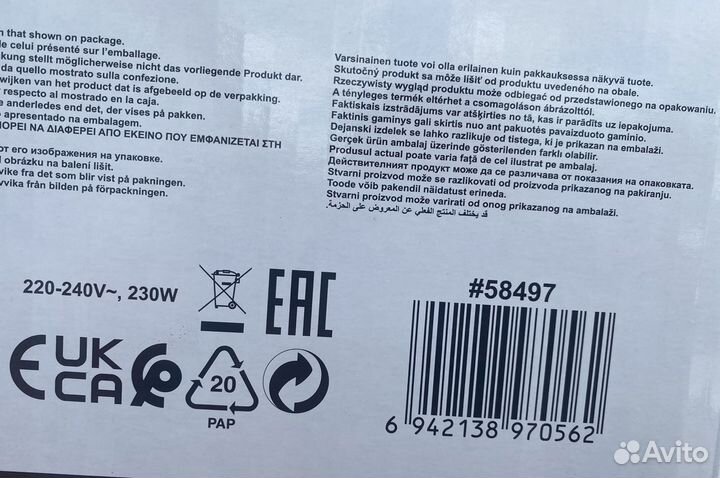 that shown on package.
de celui présenté sur l'emballage.
kung stellt möglicherweise nicht das vorliegende Produkt dar.
da quello mostrato sulla confezione.
wijken van het product dat is afgebeeld op de verpakking.
respecto al mostrado en la caja.
anderledes end det, der vises på pakken.
apresentado na embalagem.
ΜΠΟΡΕΙ ΝΑ ΔΙΑΦΕΡΕΙ ΑΠΟ ΕΚΕΙΝΟ ΠΟΥ ΕΜΦΑΝΙΖΕΤΑΙ ΣΤΗ
от его изображения на упаковке.
obrázku na balení lišit.
fra det som blir vist på pakningen.
från bilden på förpackningen.
Varsinainen tuote voi olla erilainen kuin pakkauksessa näkyvä tuote.
Skutočný produkt sa môže líšiť od produktu uvedeného na obale.
Rzeczywisty wygląd produktu może odbiegać od przedstawionego na opakowaniu.
A tényleges termék eltérhet a csomagoláson ábrázolttól.
Faktiskais izstrādājums var atšķirties no tā, kas ir parādīts uz iepakojuma.
Faktinis gaminys gali skirtis nuo ant pakuotės pavaizduoto gaminio.
Dejanski izdelek se lahko razlikuje od tistega, ki je prikazan na embalaži.
Gerçek ürün ambalaj üzerinde gösterilenden farklı olabilir.
Produsul actual poate varia faţă de cel ilustrat pe ambalaj.
Действителният продукт може да се различава от показания на опаковката.
Stvarni proizvod može se razlikovati od proizvoda prikazanog na pakiranju.
Toode võib pakendil näidatust erineda.
Stvarni proizvod može varirati od onog prikazanog na ambalaži.
قد يختلف المنتج الفعلي عن المعروض على الحزمة.
220-240V~, 230W
EAC
#58497
CE
UK
CA
20
PAP
6 942138 970562
Avito